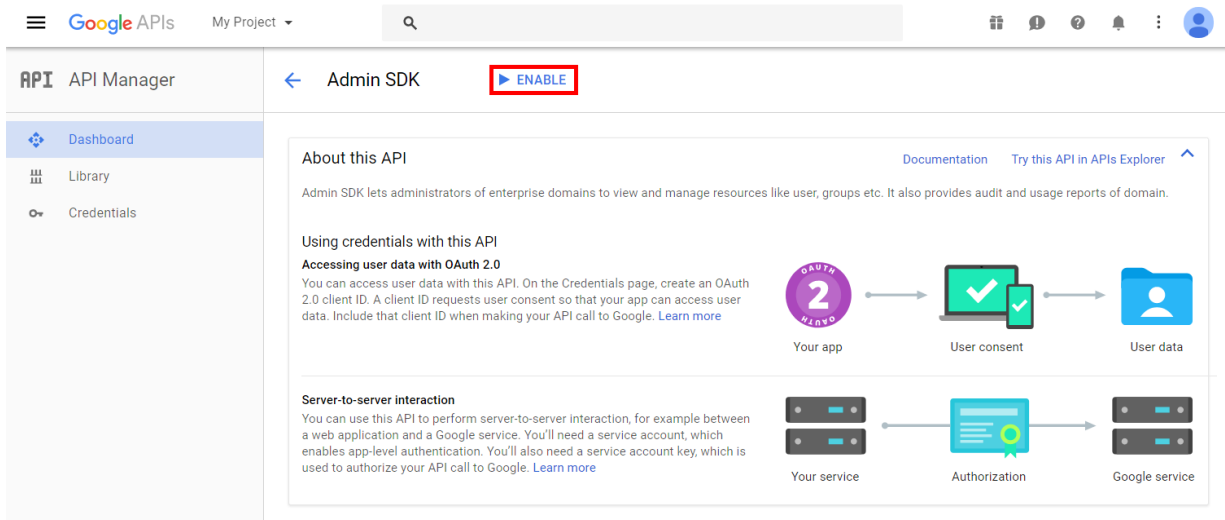 Google APIs My Project
API API Manager Admin SDK ENABLE
Dashboard
Library
Credentials
About this API Documentation Try this API in APIs Explorer
Admin SDK lets administrators of enterprise domains to view and manage resources like user, groups etc. It also provides audit and usage reports of domain.
Using credentials with this API
Accessing user data with OAuth 2.0
You can access user data with this API. On the Credentials page, create an OAuth
2.0 client ID. A client ID requests user consent so that your app can access user
data. Include that client ID when making your API call to Google. Learn more
OAUTH
2
OAUTH
Your app User consent User data
Server-to-server interaction
You can use this API to perform server-to-server interaction, for example between
a web application and a Google service. You'll need a service account, which
enables app-level authentication. You'll also need a service account key, which is
used to authorize your API call to Google. Learn more
Your service Authorization Google service